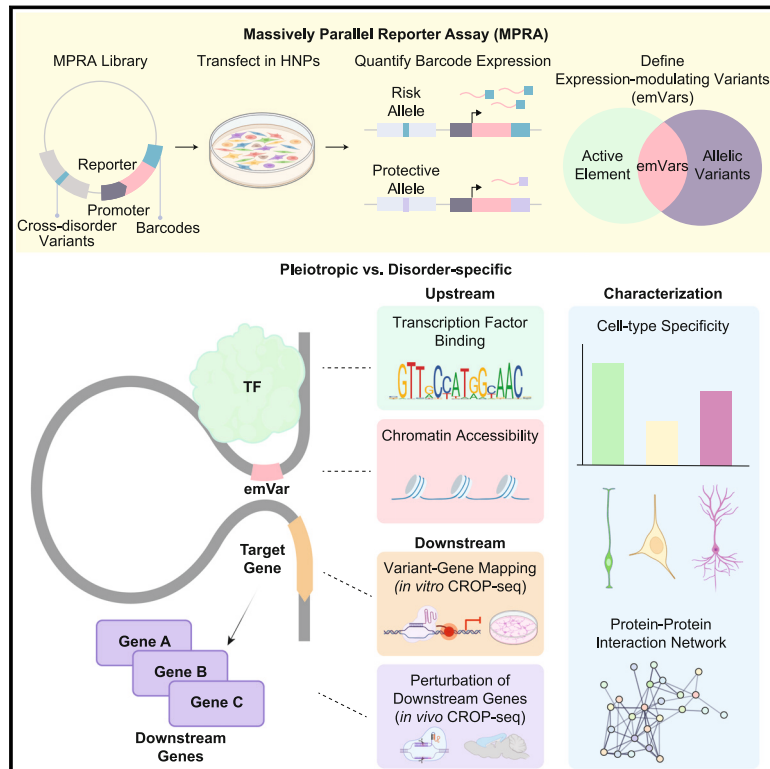 Massively Parallel Reporter Assay (MPRA)
MPRA Library
Reporter
Promoter
Cross-disorder
Variants
Barcodes
Transfect in HNPs
Quantify Barcode Expression
Risk
Allele
Protective
Allele
Define
Expression-modulating Variants
(emVars)
Active
Element
emVars
Allelic
Variants
Pleiotropic vs. Disorder-specific
TF
emVar
Target
Gene
Gene A
Gene B
Gene C
Downstream
Genes
Upstream
Transcription Factor
Binding
GTTGCCATGGCAAC
Chromatin Accessibility
Downstream
Variant-Gene Mapping
(in vitro CROP-seq)
Perturbation of
Downstream Genes
(in vivo CROP-seq)
Characterization
Cell-type Specificity
Protein-Protein
Interaction Network